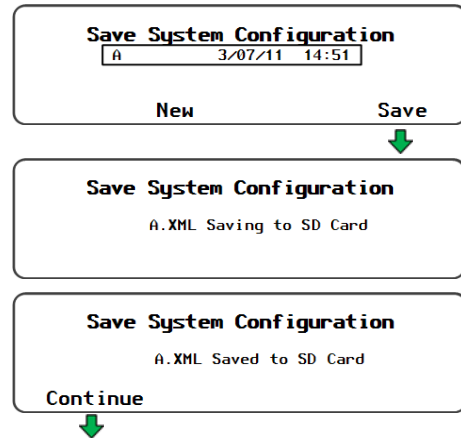 Save System Configuration
A 3/07/11 14:51
New Save
Save System Configuration
A.XML Saving to SD Card
Save System Configuration
A.XML Saved to SD Card
Continue